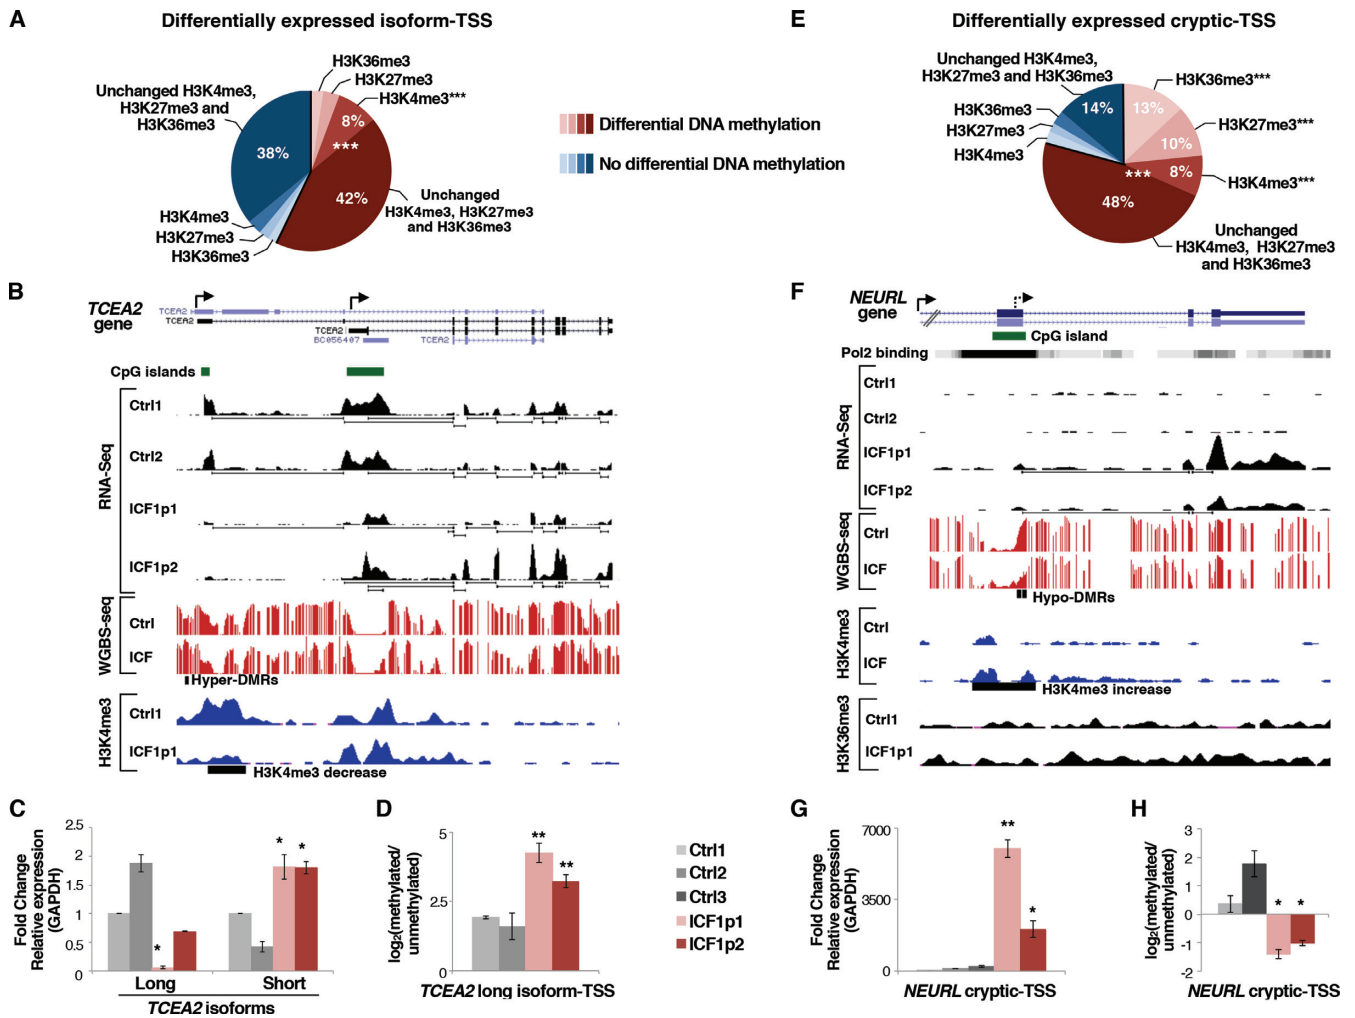 A
Differentially expressed isoform-TSS
H3K36me3
H3K27me3
H3K4me3***
Unchanged H3K4me3,
H3K27me3 and
H3K36me3
8%
***
38%
42%
H3K4me3
H3K27me3
H3K36me3
Unchanged
H3K4me3, H3K27me3
and H3K36me3
Differential DNA methylation
No differential DNA methylation
E
Differentially expressed cryptic-TSS
Unchanged H3K4me3,
H3K27me3 and H3K36me3
H3K36me3***
H3K36me3
H3K27me3
H3K4me3
14%
13%
10%
8%
***
48%
H3K27me3***
H3K4me3***
Unchanged
H3K4me3, H3K27me3
and H3K36me3
B
TCEA2
gene
TCEA2
TCEA2
TCEA2
BC056407
TCEA2
CpG islands
RNA-Seq
Ctrl1
Ctrl2
ICF1p1
ICF1p2
WGBS-seq
Ctrl
ICF
Hyper-DMRs
H3K4me3
Ctrl1
ICF1p1
H3K4me3 decrease
F
NEURL
gene
CpG island
Pol2 binding
RNA-Seq
Ctrl1
Ctrl2
ICF1p1
ICF1p2
WGBS-seq
Ctrl
ICF
Hypo-DMRs
H3K4me3
Ctrl
ICF
H3K4me3 increase
H3K36me3
Ctrl1
ICF1p1
C
Fold Change
Relative expression
(GAPDH)
2.5
2
1.5
1
0.5
0
*
*
*
Long
Short
TCEA2 isoforms
D
log2(methylated/
unmethylated)
5
2.5
0
**
**
TCEA2 long isoform-TSS
Ctrl1
Ctrl2
Ctrl3
ICF1p1
ICF1p2
G
Fold Change
Relative expression
(GAPDH)
7000
3500
0
**
*
NEURL cryptic-TSS
H
log2(methylated/
unmethylated)
3
2
1
0
-1
-2
*
*
NEURL cryptic-TSS